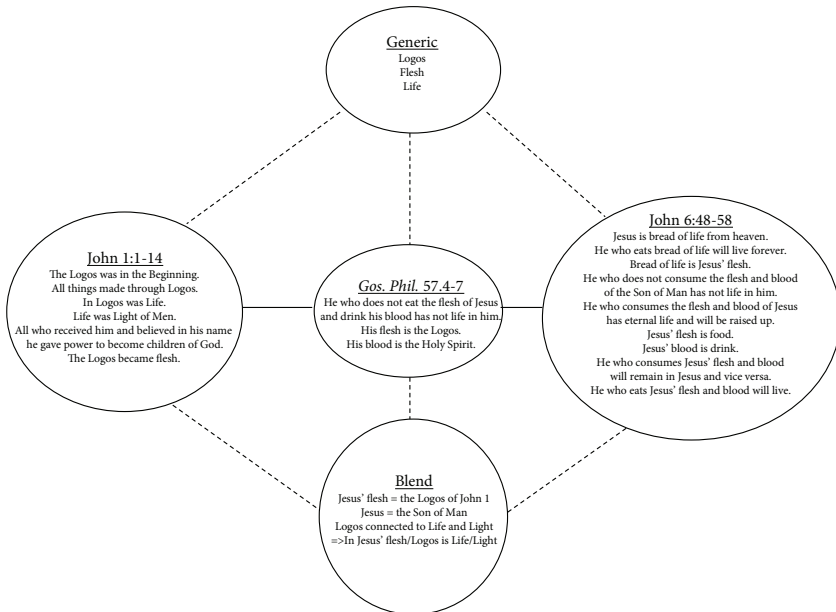 Generic
Logos
Flesh
Life
John 1:1-14
The Logos was in the Beginning.
All things made through Logos.
In Logos was Life.
Life was Light of Men.
All who received him and believed in his name
he gave power to become children of God.
The Logos became flesh.
Gos. Phil. 57.4-7
He who does not eat the flesh of Jesus
and drink his blood has not life in him.
His flesh is the Logos.
His blood is the Holy Spirit.
John 6:48-58
Jesus is bread of life from heaven.
He who eats bread of life will live forever.
Bread of life is Jesus’ flesh.
He who does not consume the flesh and blood
of the Son of Man has not life in him.
He who consumes the flesh and blood of Jesus
has eternal life and will be raised up.
Jesus’ flesh is food.
Jesus’ blood is drink.
He who consumes Jesus’ flesh and blood
will remain in Jesus and vice versa.
He who eats Jesus’ flesh and blood will live.
Blend
Jesus’ flesh = the Logos of John 1
Jesus = the Son of Man
Logos connected to Life and Light
=>In Jesus’ flesh/Logos is Life/Light